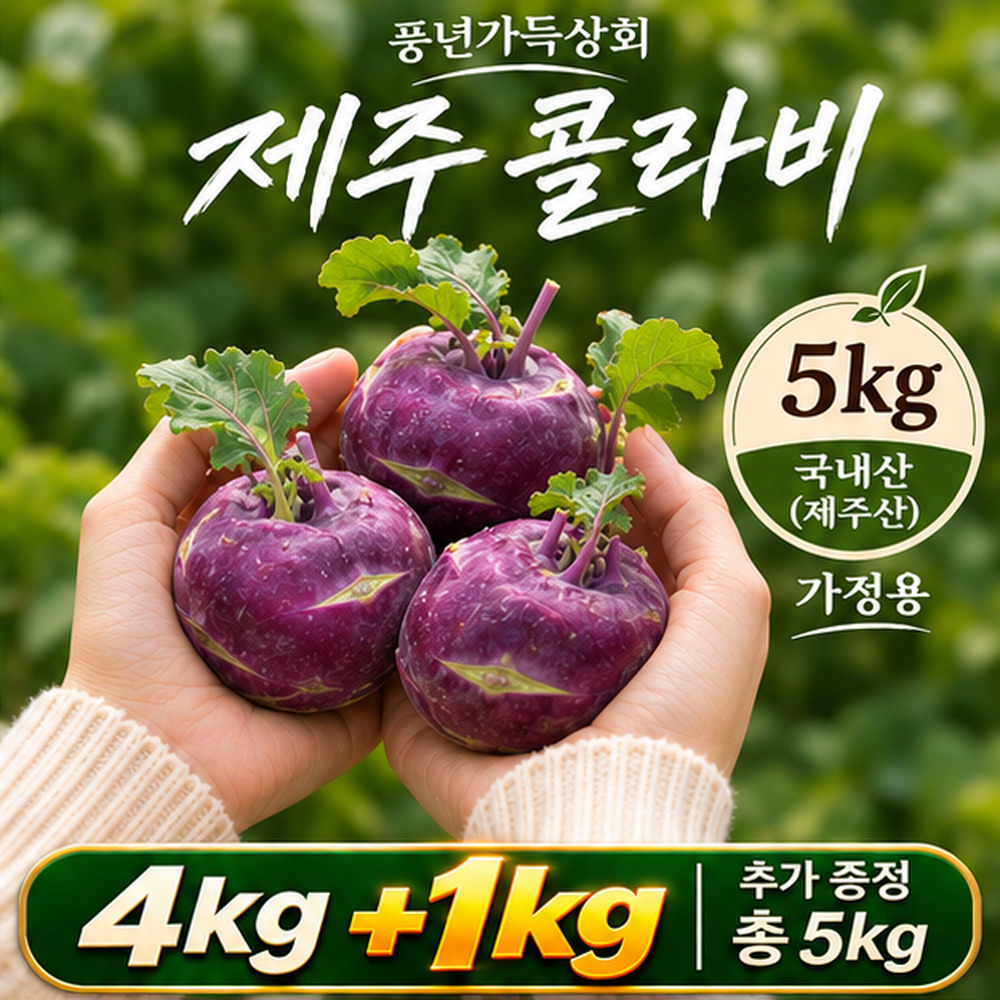 풍년가득상회
제주 콜라비
5kg
국내산
(제주산)
가정용
4kg +1kg
추가 증정
총 5kg